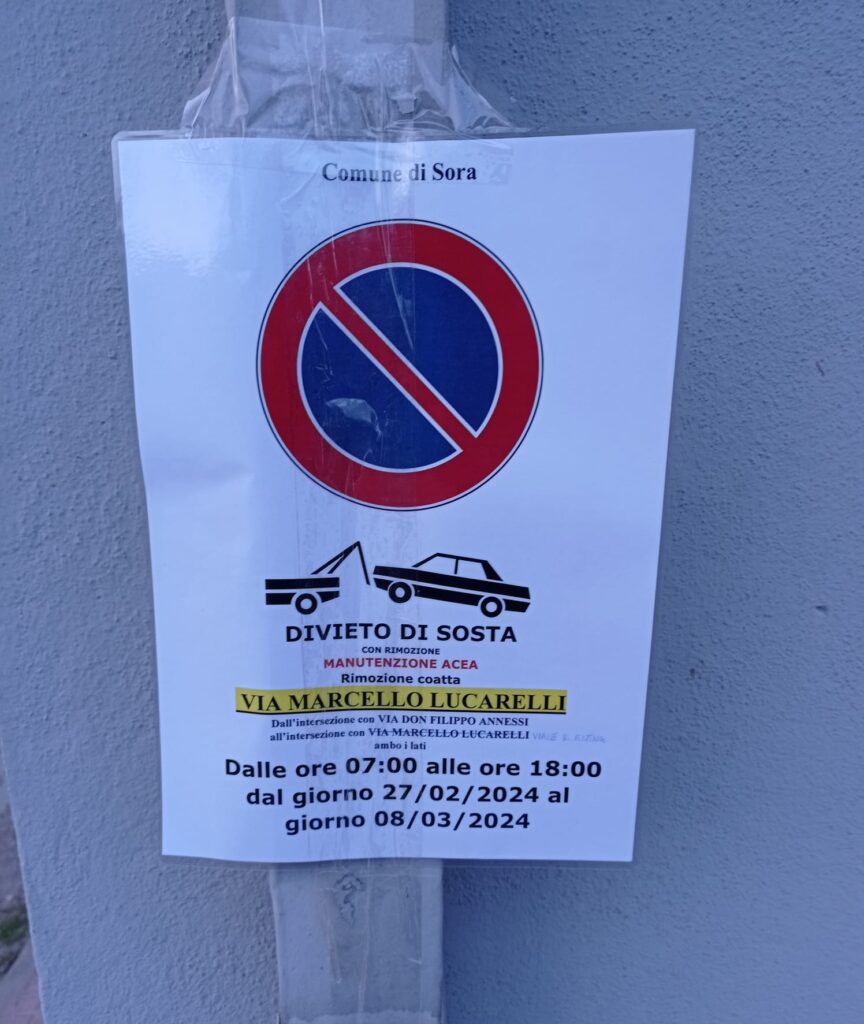 Comune di Sora
DIVIETO DI SOSTA
CON RIMOZIONE
MANUTENZIONE ACEA
Rimozione coatta
VIA MARCELLO LUCARELLI
Dall'intersezione con VIA DON FILIPPO ANNESSI
all'intersezione con VIA MARCELLO LUCARELLI VIALE
ambo i lati
Dalle ore 07:00 alle ore 18:00
dal giorno 27/02/2024 al
giorno 08/03/2024